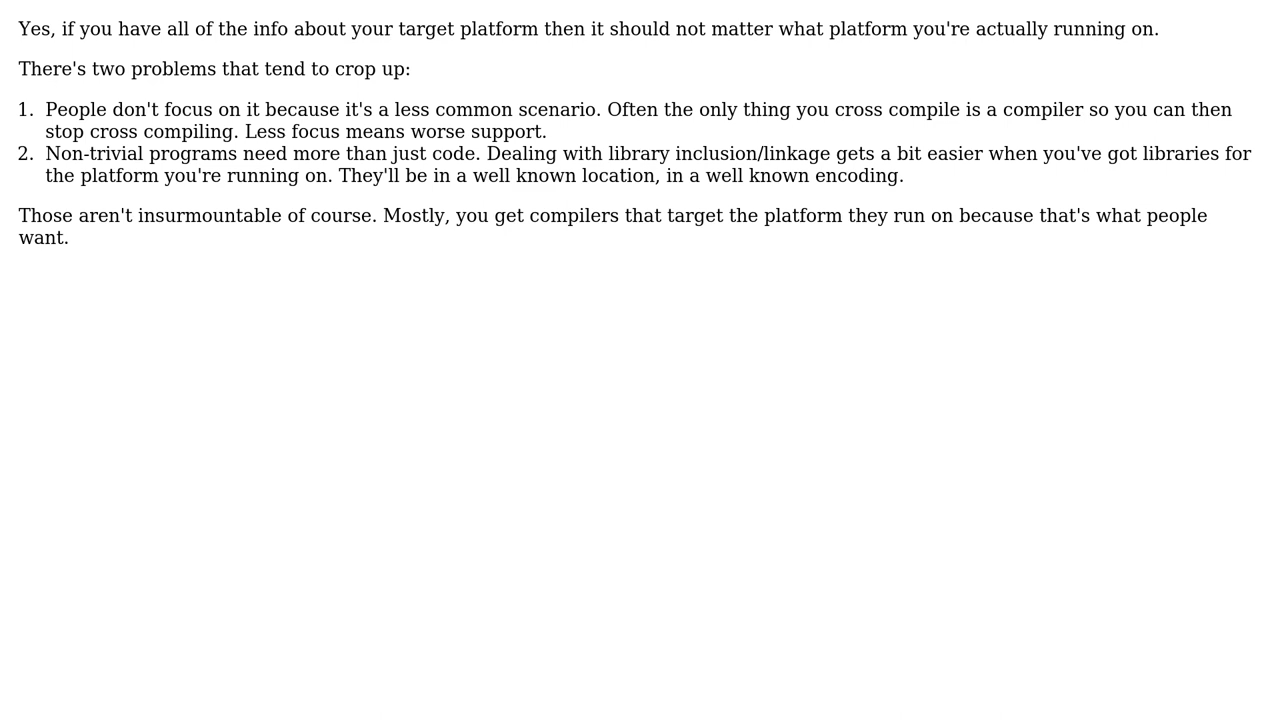 Yes, if you have all of the info about your target platform then it should not matter what platform you're actually running on.
There's two problems that tend to crop up:
1. People don't focus on it because it's a less common scenario. Often the only thing you cross compile is a compiler so you can then
stop cross compiling. Less focus means worse support.
2. Non-trivial programs need more than just code. Dealing with library inclusion/linkage gets a bit easier when you've got libraries for
the platform you're running on. They'll be in a well known location, in a well known encoding.
Those aren't insurmountable of course. Mostly, you get compilers that target the platform they run on because that's what people
want.